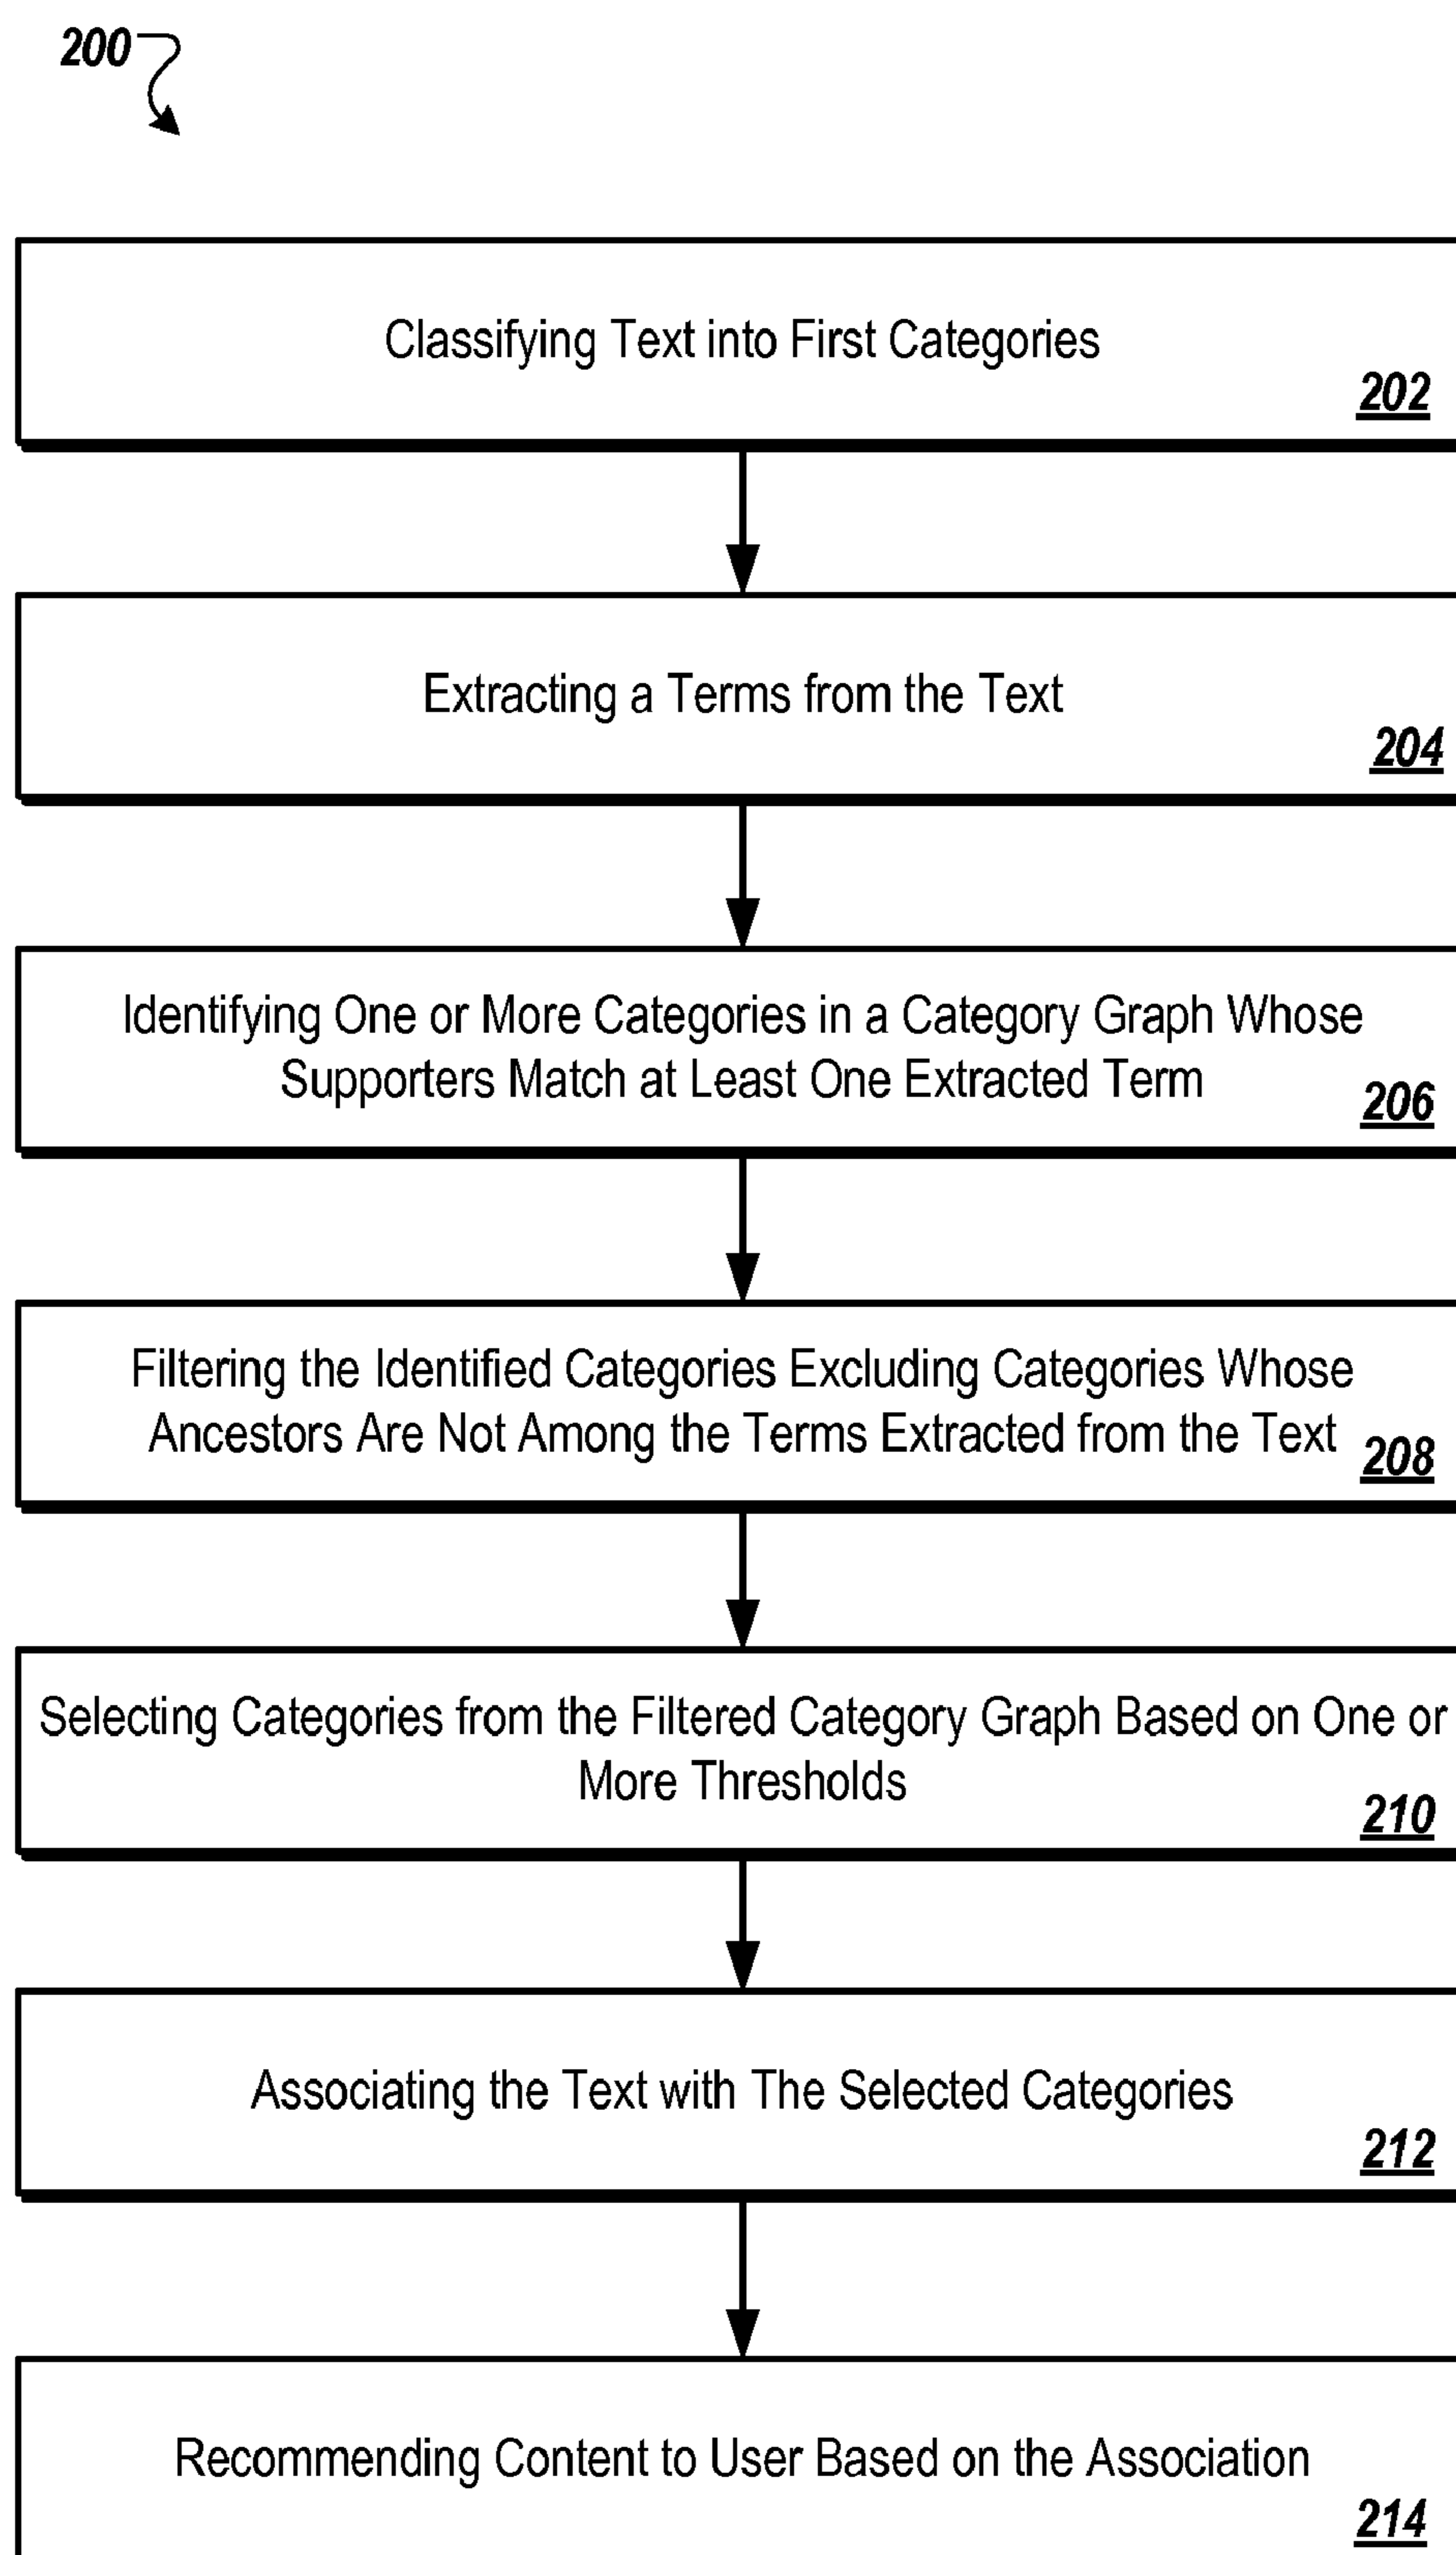 200
Classifying Text into First Categories
202
Extracting a Terms from the Text
204
Identifying One or More Categories in a Category Graph Whose
Supporters Match at Least One Extracted Term
206
Filtering the Identified Categories Excluding Categories Whose
Ancestors Are Not Among the Terms Extracted from the Text
208
Selecting Categories from the Filtered Category Graph Based on One or
More Thresholds
210
Associating the Text with The Selected Categories
212
Recommending Content to User Based on the Association
214